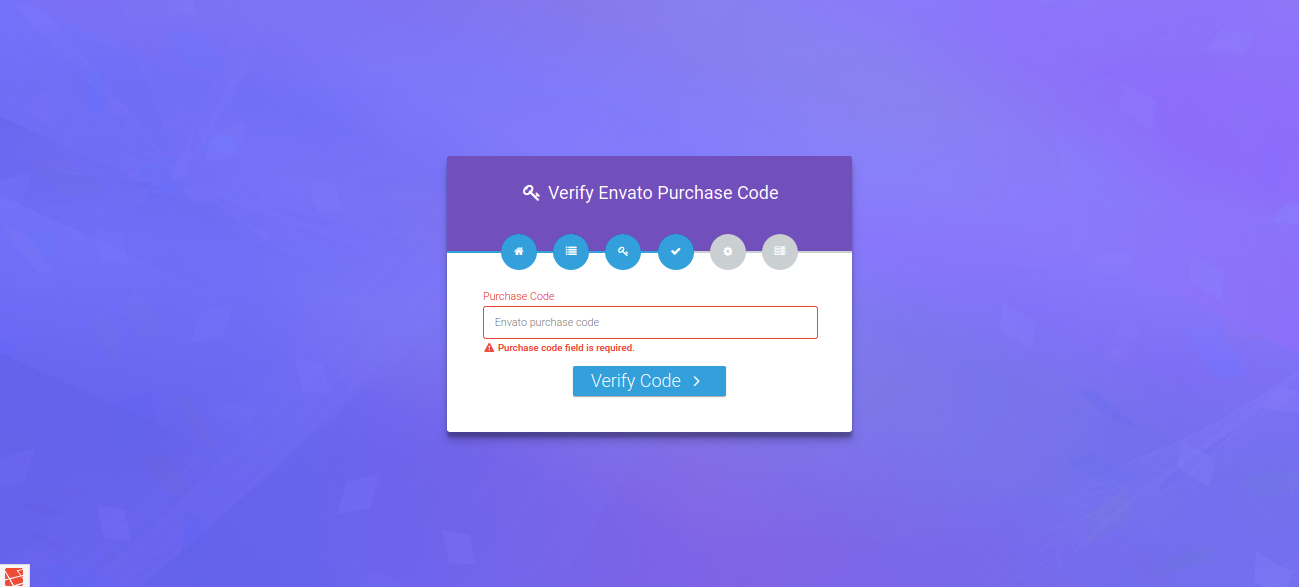 Verify Envato Purchase Code
Purchase Code
Envato purchase code
Purchase code field is required.
Verify Code